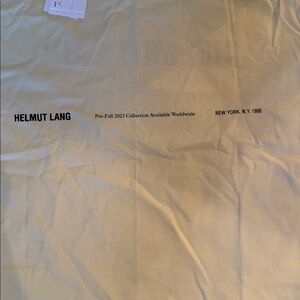 HELMUT LANG Pre-Fall 2023 Collection Available Worldwide NEW YORK, N.Y. 1986